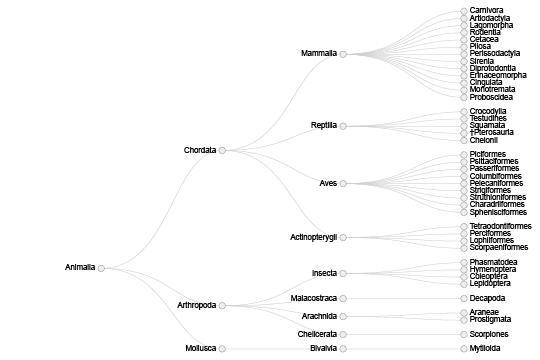 Carnivora
Artiodactyla
Lagomorpha
Rodentia
Cetacea
Pilosa
Mammalia
Perissodactyla
Sirenia
Diprotodontia
Erinaceomorpha
Cingulata
Monotremata
Proboscidea
Crocodylia
Testudines
Reptilia
Squamata
†Pterosauria
Chelonii
Chordata
Piciformes
Psittaciformes
Passeriformes
Columbiformes
Aves
Pelecaniformes
Strigiformes
Struthioniformes
Charadriiformes
Sphenisciformes
Tetraodontiformes
Perciformes
Actinopterygii
Lophiiformes
Scorpaeniformes
Animalia
Phasmatodea
Hymenoptera
Insecta
Coleoptera
Lepidoptera
Malacostraca
Decapoda
Arthropoda
Araneae
Arachnida
Prostigmata
Chelicerata
Scorpiones
Mollusca
Bivalvia
Mytiloida